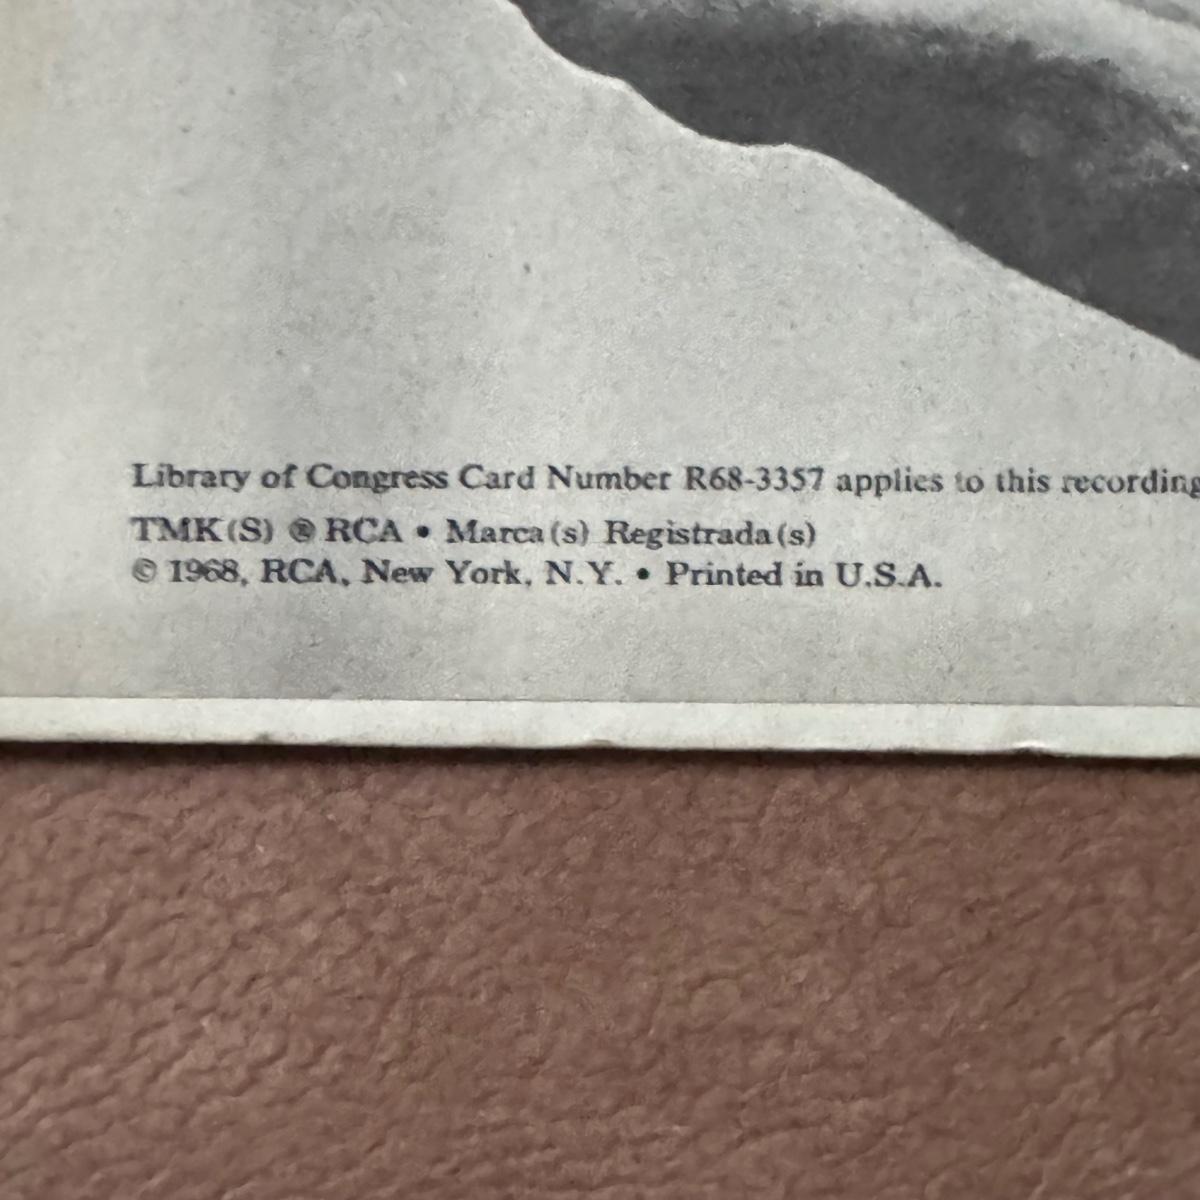 Library of Congress Card Number R68-3357 applies to this recording
TMK(S) ® RCA • Marca(s) Registrada(s)
© 1968, RCA, New York, N.Y. • Printed in U.S.A.